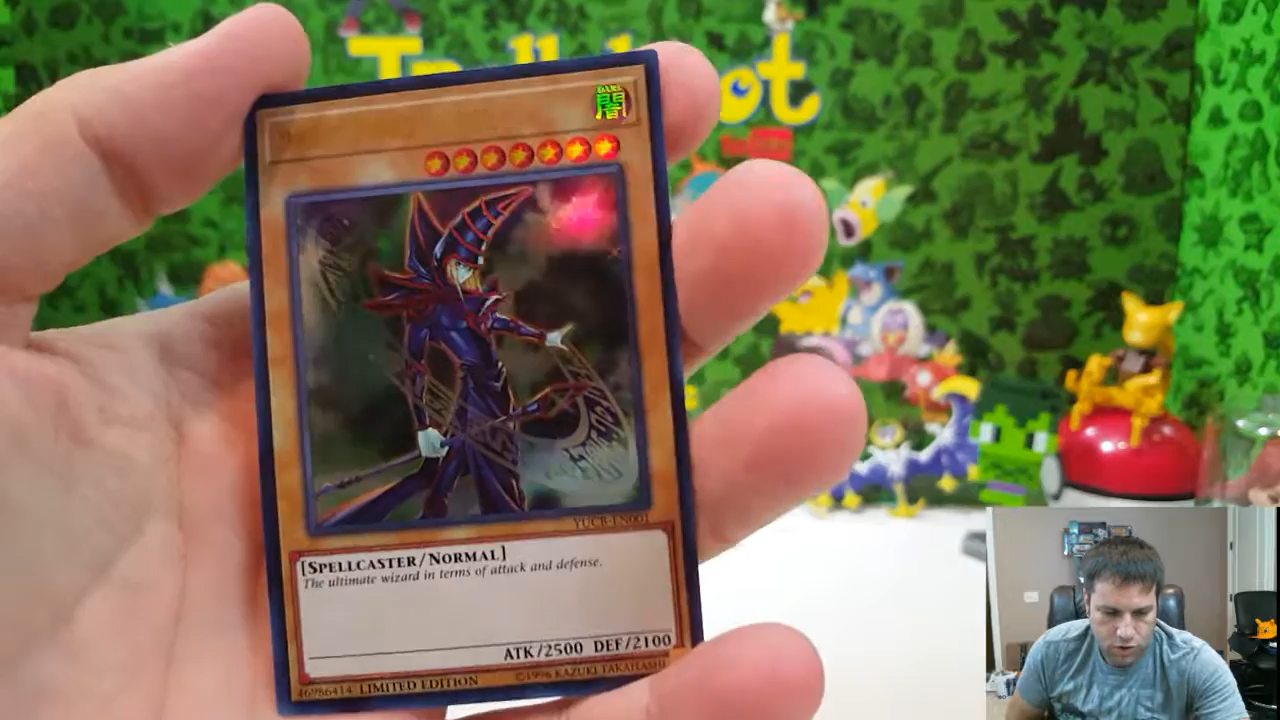 DARK
闇
YUCR-EN001
[SPELLCASTER/NORMAL]
The ultimate wizard in terms of attack and defense.
ATK/2500 DEF/2100
46986414 LIMITED EDITION ©1996 KAZUKI TAKAHASHI